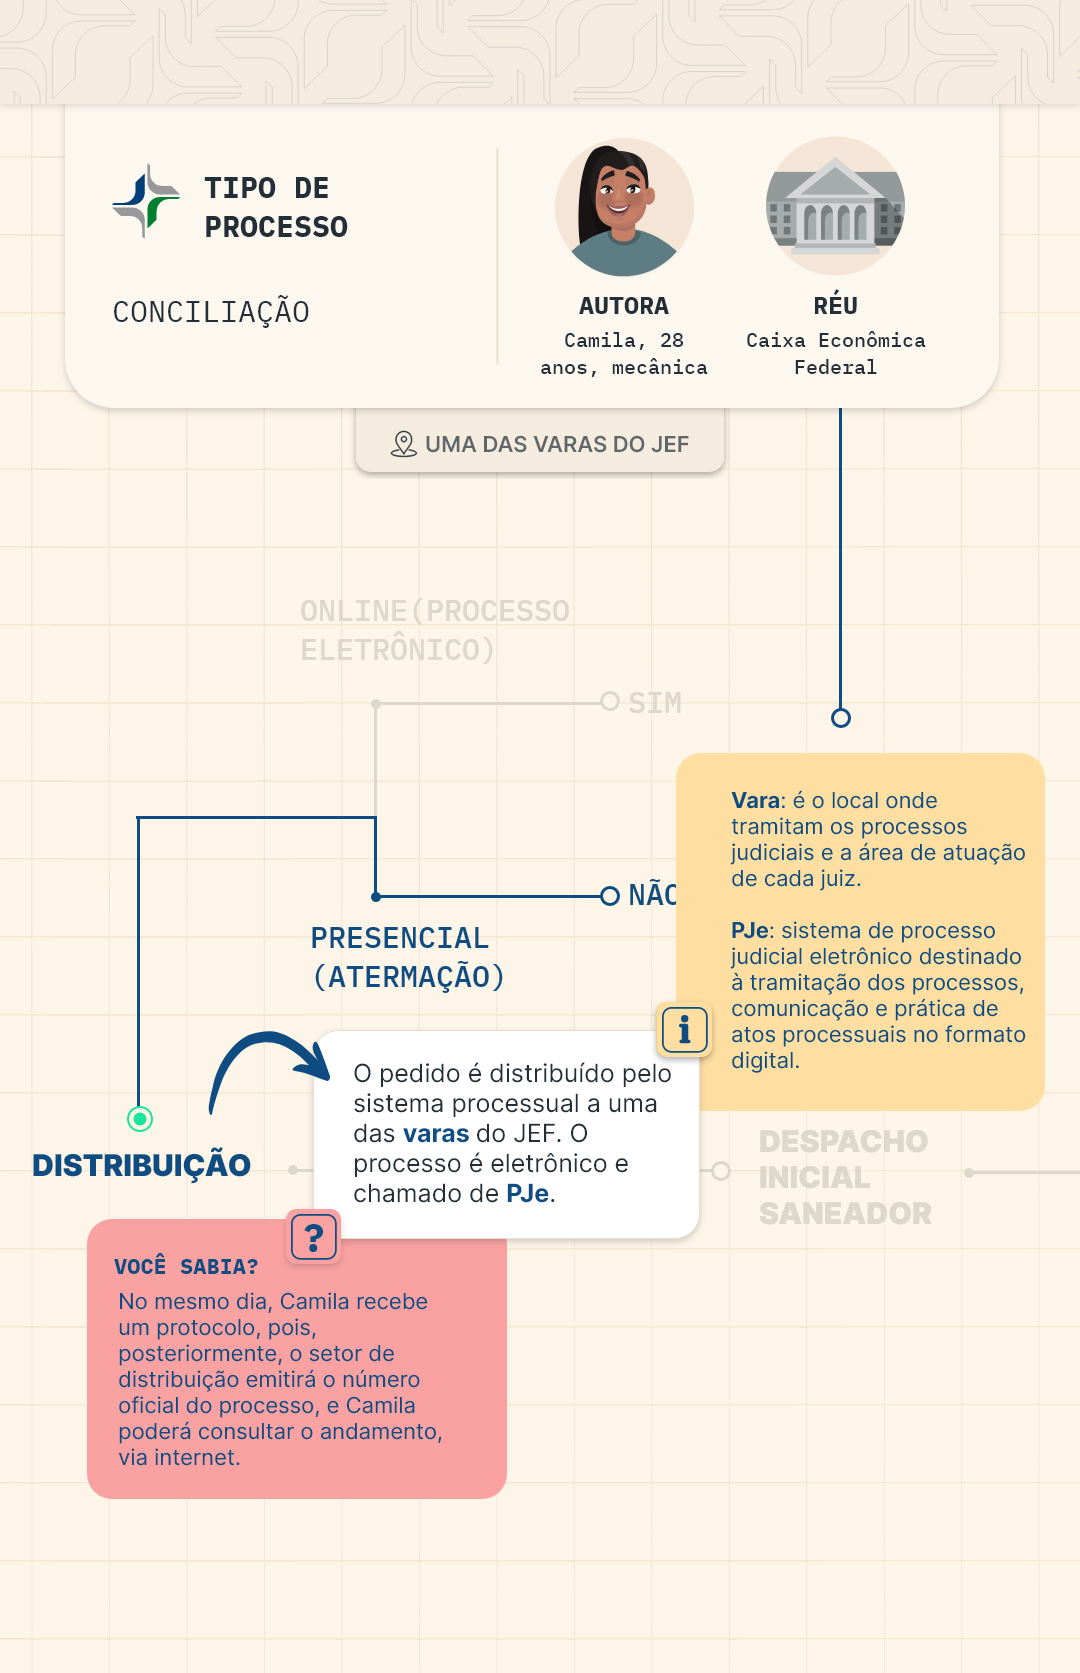 TIPO DE
PROCESSO
CONCILIAÇÃO
AUTORA
Camila, 28
anos, mecânica
RÉU
Caixa Econômica
Federal
UMA DAS VARAS DO JEF
ONLINE(PROCESSO
ELETRÔNICO)
SIM
NÃO
PRESENCIAL
(ATERMAÇÃO)
Vara: é o local onde
tramitam os processos
judiciais e a área de atuação
de cada juiz.
PJe: sistema de processo
judicial eletrônico destinado
à tramitação dos processos,
comunicação e prática de
atos processuais no formato
digital.
i
O pedido é distribuído pelo
sistema processual a uma
das varas do JEF. O
processo é eletrônico e
chamado de PJe.
DISTRIBUIÇÃO
DESPACHO
INICIAL
SANEADOR
?
VOCÊ SABIA?
No mesmo dia, Camila recebe
um protocolo, pois,
posteriormente, o setor de
distribuição emitirá o número
oficial do processo, e Camila
poderá consultar o andamento,
via internet.